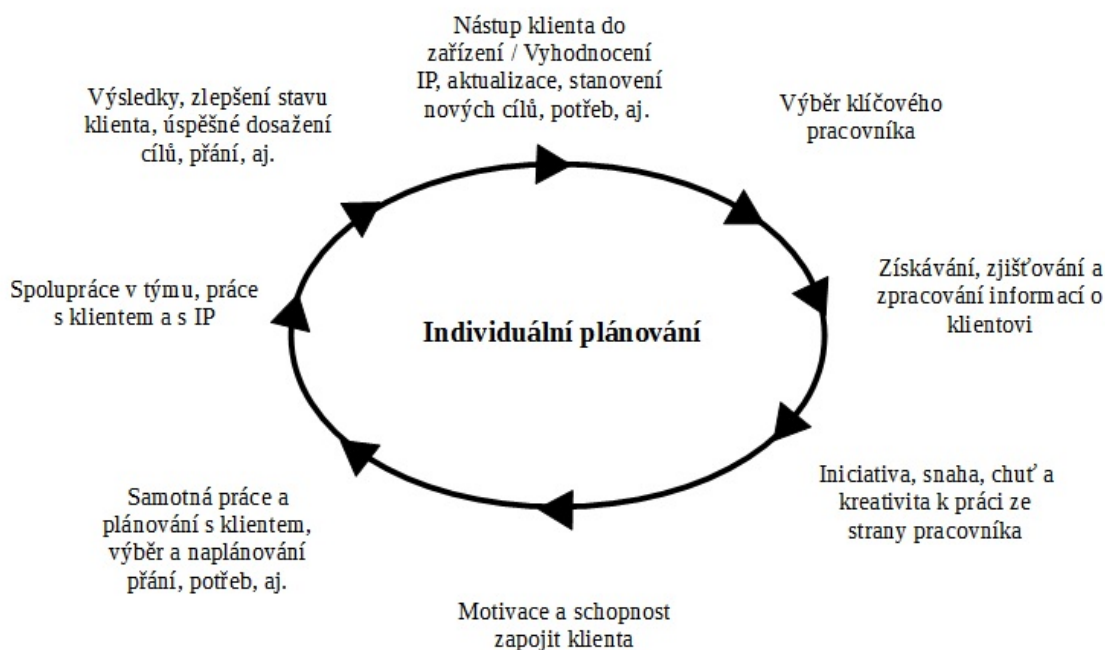 Nástup klienta do
zařízení / Vyhodnocení
IP, aktualizace, stanovení
nových cílů, potřeb, aj.
Výběr klíčového
pracovníka
Získávání, zjišťování a
zpracování informací o
klientovi
Iniciativa, snaha, chuť a
kreativita k práci ze
strany pracovníka
Motivace a schopnost
zapojit klienta
Samotná práce a
plánování s klientem,
výběr a naplánování
přání, potřeb, aj.
Spolupráce v týmu, práce
s klientem a s IP
Výsledky, zlepšení stavu
klienta, úspěšné dosažení
cílů, přání, aj.
Individuální plánování